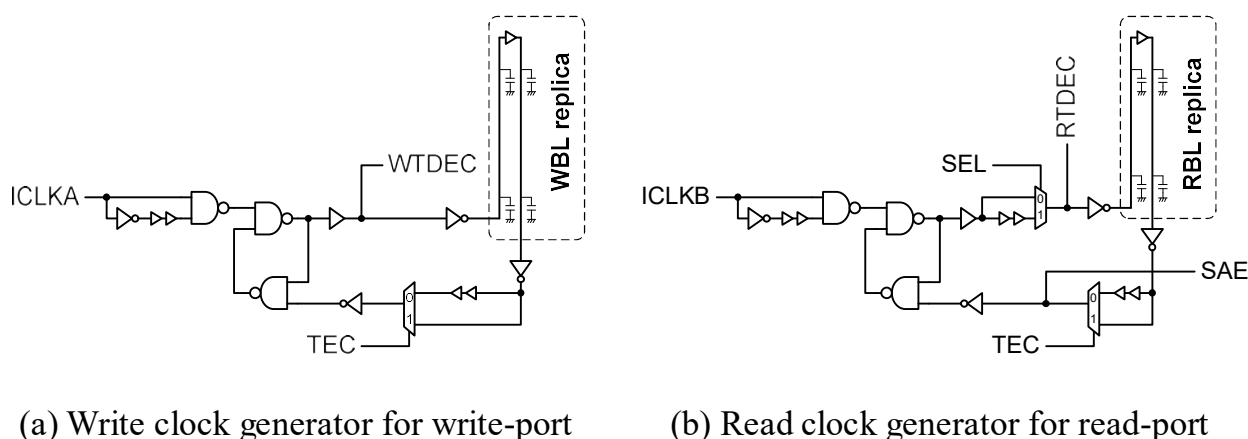 WBL replica
WTDEC
ICLKA
0
1
TEC
(a) Write clock generator for write-port
RBL replica
RTDEC
SEL
0
1
ICLKB
SAE
0
1
TEC
(b) Read clock generator for read-port